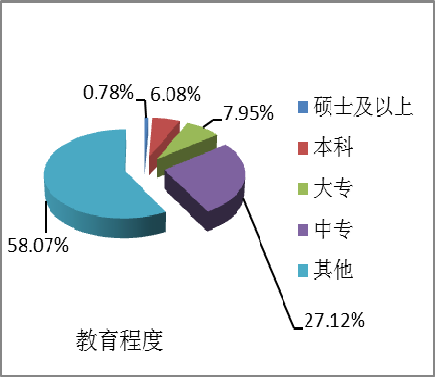 0.78%
6.08%
7.95%
硕士及以上
本科
大专
中专
其他
58.07%
27.12%
教育程度